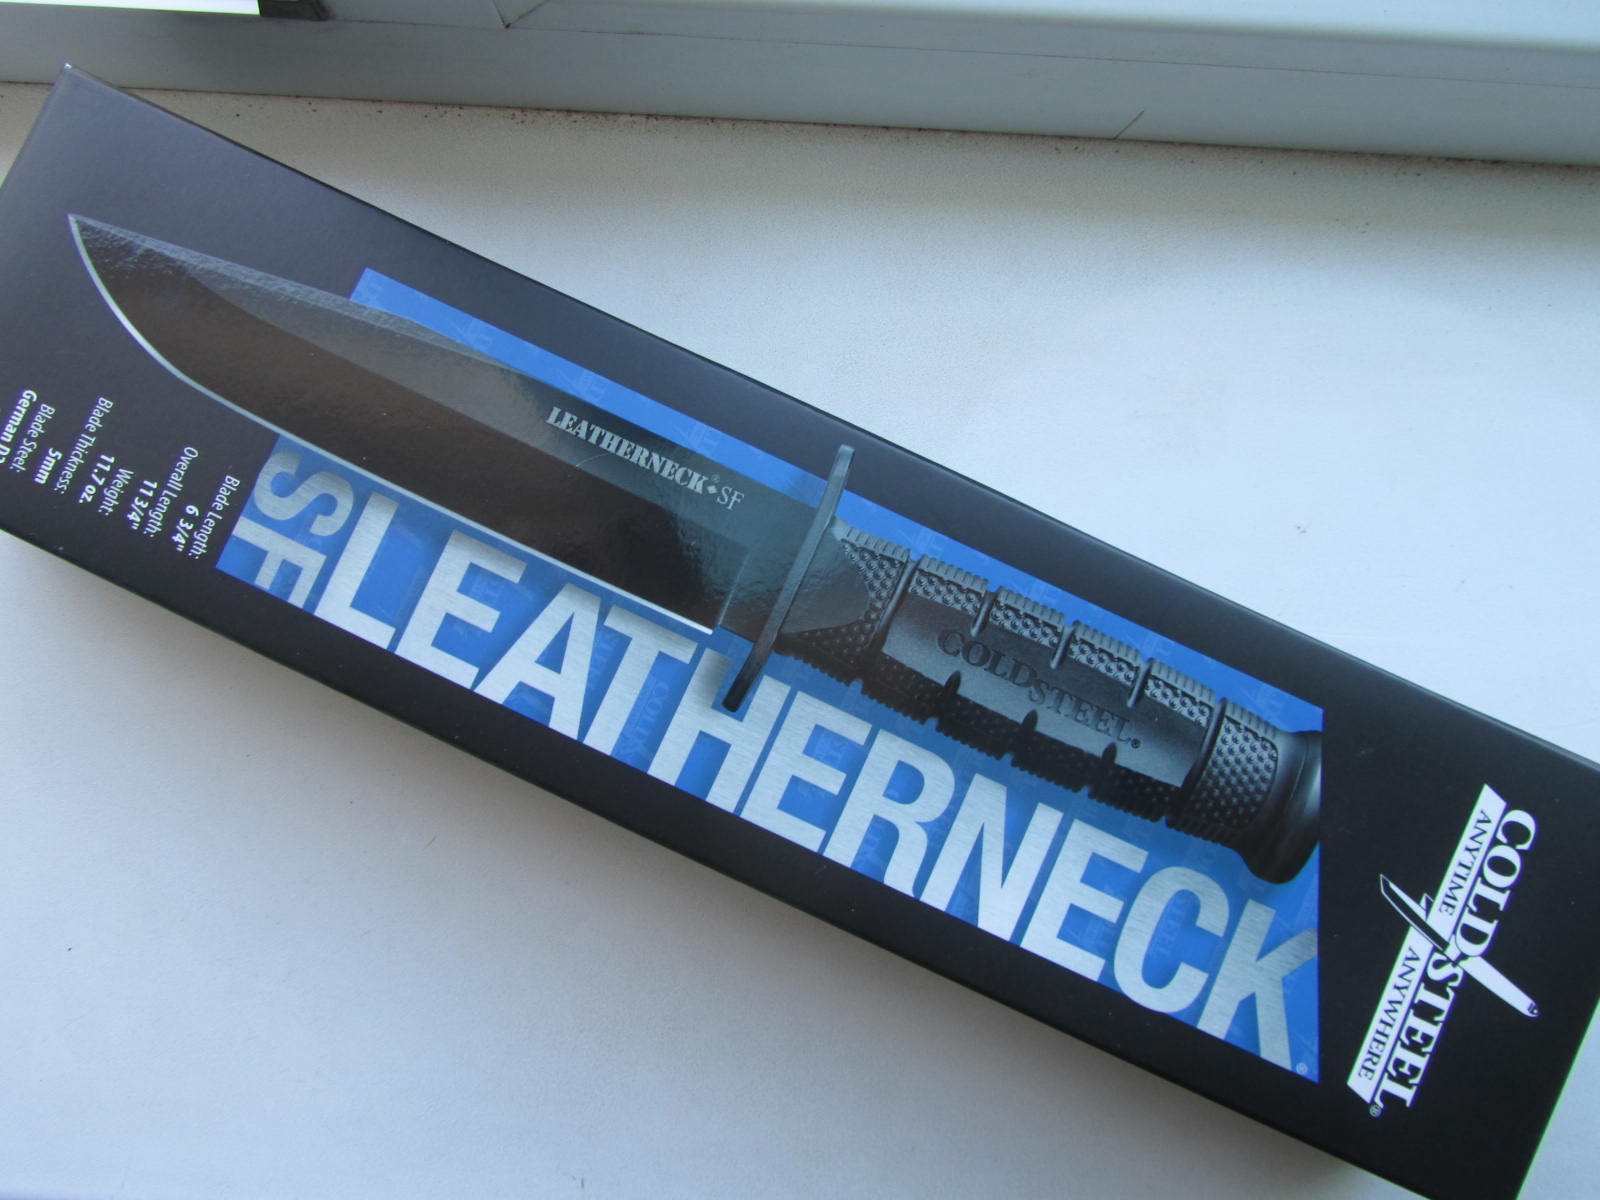 LEATHERNECK SF
COLD STEEL®
LEATHERNECK®
SF
Blade Length:
6 3/4"
Overall Length:
11 3/4"
Weight:
11.7 oz.
Blade Thickness:
5mm
Blade Steel:
German
COLD STEEL®
ANYTIME ANYWHERE